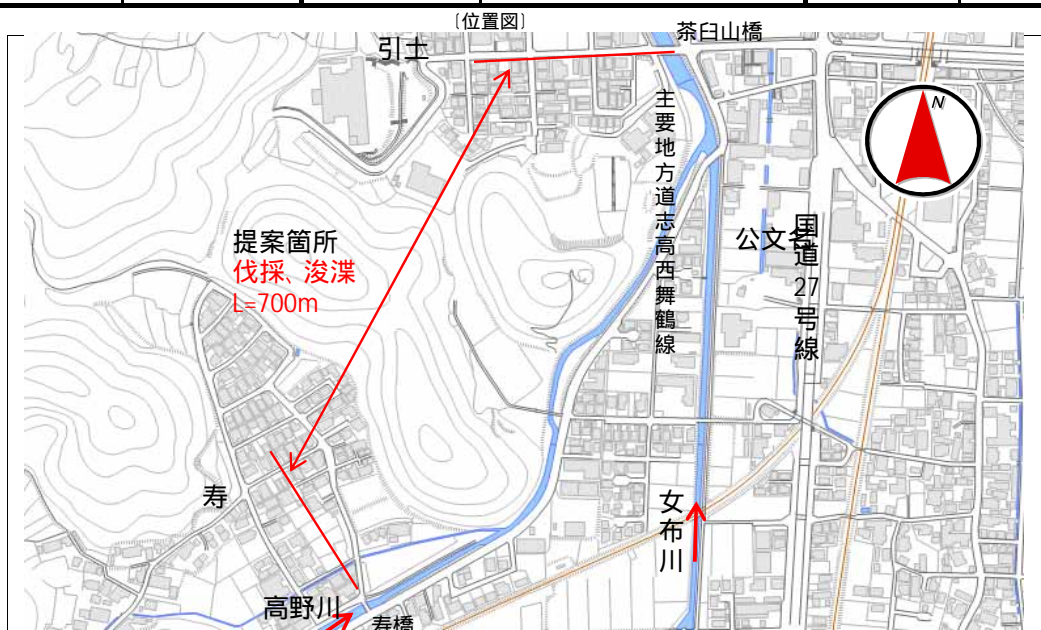 [位置図]
茶臼山橋
引土
N
主要地方道志高西舞鶴線
公文名
国道27号線
提案箇所
伐採、浚渫
L=700m
寿
女布川
高野川
寿橋